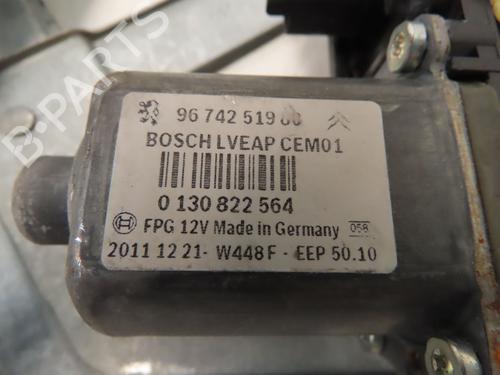 B-PARTS
96 742 519 80
BOSCH LVEAP CEM01
0 130 822 564
FPG 12V Made in Germany
058
2011 12 21- W448F - EEP 50.10